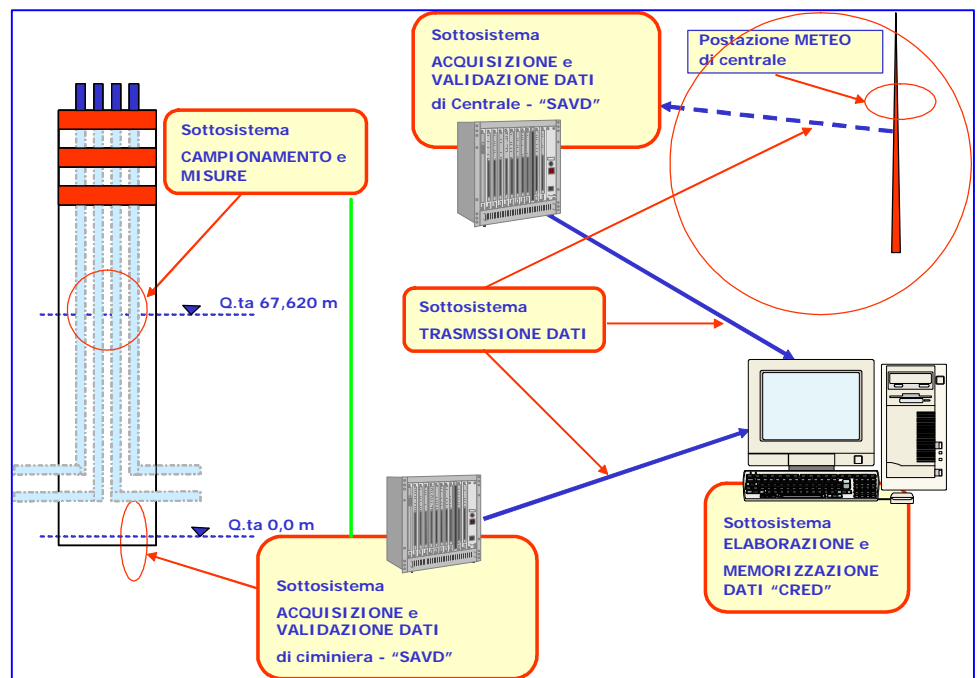 Sottosistema
ACQUISIZIONE e
VALIDAZIONE DATI
di Centrale - “SAVD”
Postazione METEO
di centrale
Sottosistema
CAMPIONAMENTO e
MISURE
Q.ta 67,620 m
Sottosistema
TRASMSSIONE DATI
Q.ta 0,0 m
Sottosistema
ACQUISIZIONE e
VALIDAZIONE DATI
di ciminiera - “SAVD”
Sottosistema
ELABORAZIONE e
MEMORIZZAZIONE
DATI “CRED”